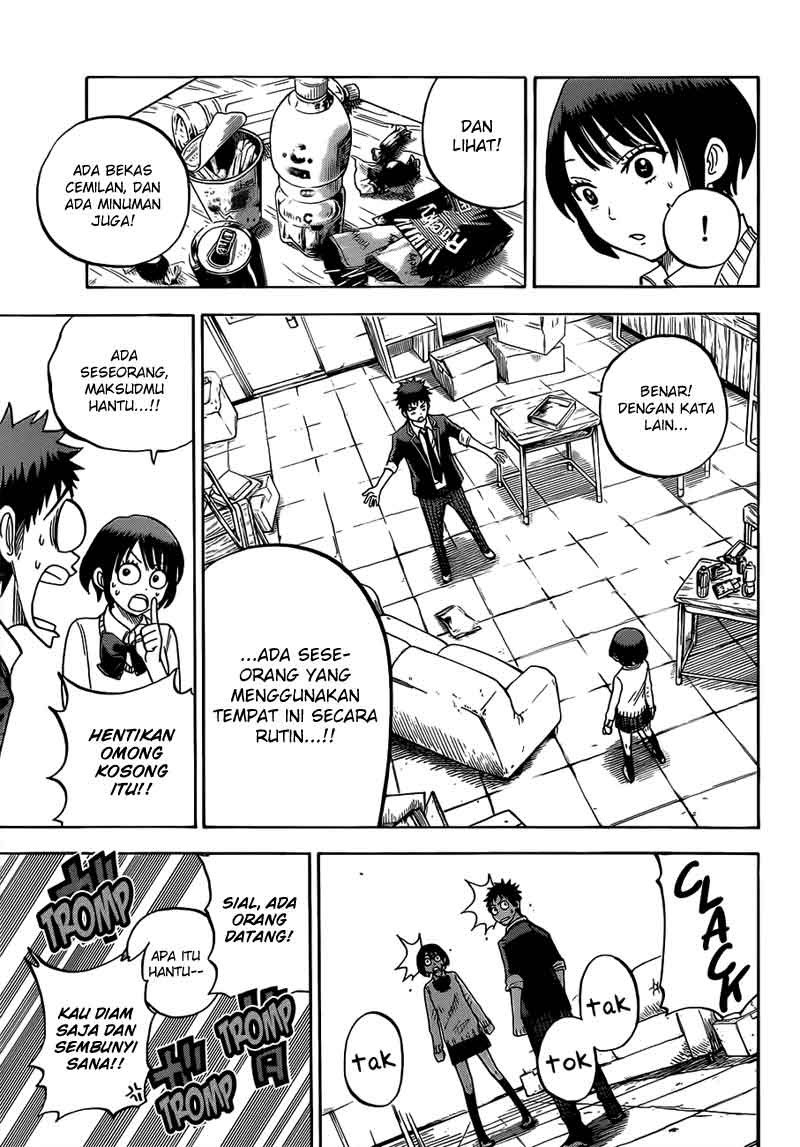 !
DAN
LIHAT!
ADA BEKAS
CEMILAN, DAN
ADA MINUMAN
JUGA!
BENAR!
DENGAN KATA
LAIN...
...ADA SESE-
ORANG YANG
MENGGUNAKAN
TEMPAT INI SECARA
RUTIN...!!
ADA
SESEORANG,
MAKSUDMU
HANTU...!!
HENTIKAN
OMONG
KOSONG
ITU!!
CLACK
tak
tok
tak
SIAL, ADA
ORANG
DATANG!
APA ITU
HANTU--
TROMP
TROMP
TROMP
KAU DIAM
SAJA DAN
SEMBUNYI
SANA!!